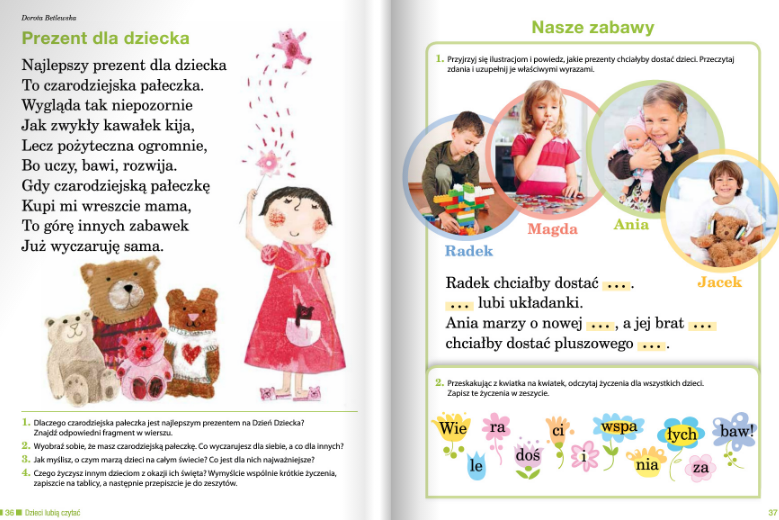 Dorota Betlewska
Prezent dla dziecka
Najlepszy prezent dla dziecka
To czarodziejska pałeczka.
Wygląda tak niepozornie
Jak zwykły kawałek kija,
Lecz pożyteczna ogromnie,
Bo uczy, bawi, rozwija.
Gdy czarodziejską pałeczkę
Kupi mi wreszcie mama,
To górę innych zabawek
Już wyczaruję sama.
1. Dlaczego czarodziejska pałeczka jest najlepszym prezentem na Dzień Dziecka?
Znajdź odpowiedni fragment w wierszu.
2. Wyobraź sobie, że masz czarodziejską pałeczkę. Co wyczarujesz dla siebie, a co dla innych?
3. Jak myślisz, o czym marzą dzieci na całym świecie? Co jest dla nich najważniejsze?
4. Czego życzysz innym dzieciom z okazji ich święta? Wymyślcie wspólnie krótkie życzenia,
zapiszcie na tablicy, a następnie przepiszcie je do zeszytów.
36 Dzieci lubią czytać
Nasze zabawy
1. Przyjrzyj się ilustracjom i powiedz, jakie prezenty chciałyby dostać dzieci. Przeczytaj
zdania i uzupełnij je właściwymi wyrazami.
Radek
Magda
Ania
Jacek
Radek chciałby dostać ... .
... lubi układanki.
Ania marzy o nowej ... , a jej brat ...
chciałby dostać pluszowego ... .
2. Przeskakując z kwiatka na kwiatek, odczytaj życzenia dla wszystkich dzieci.
Zapisz te życzenia w zeszycie.
Wie le ra doś ci i wspa nia łych za baw!
37